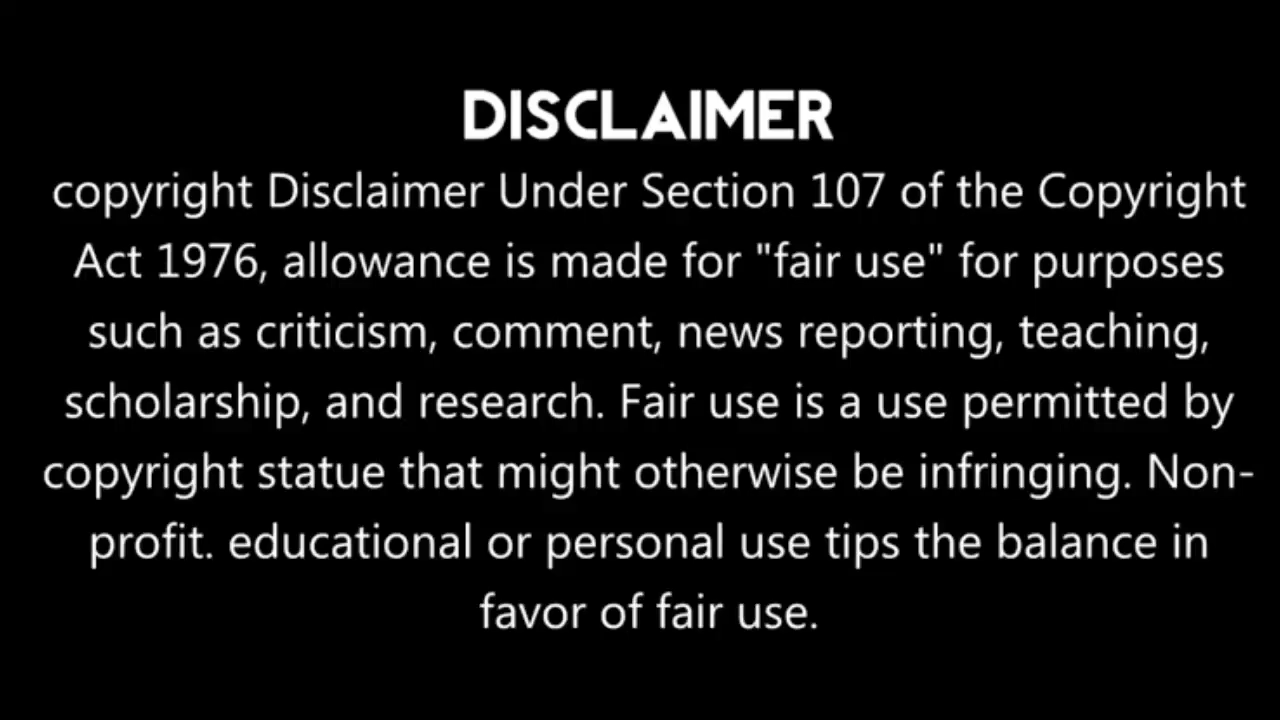 DISCLAIMER
copyright Disclaimer Under Section 107 of the Copyright
Act 1976, allowance is made for "fair use" for purposes
such as criticism, comment, news reporting, teaching,
scholarship, and research. Fair use is a use permitted by
copyright statue that might otherwise be infringing. Non-
profit. educational or personal use tips the balance in
favor of fair use.